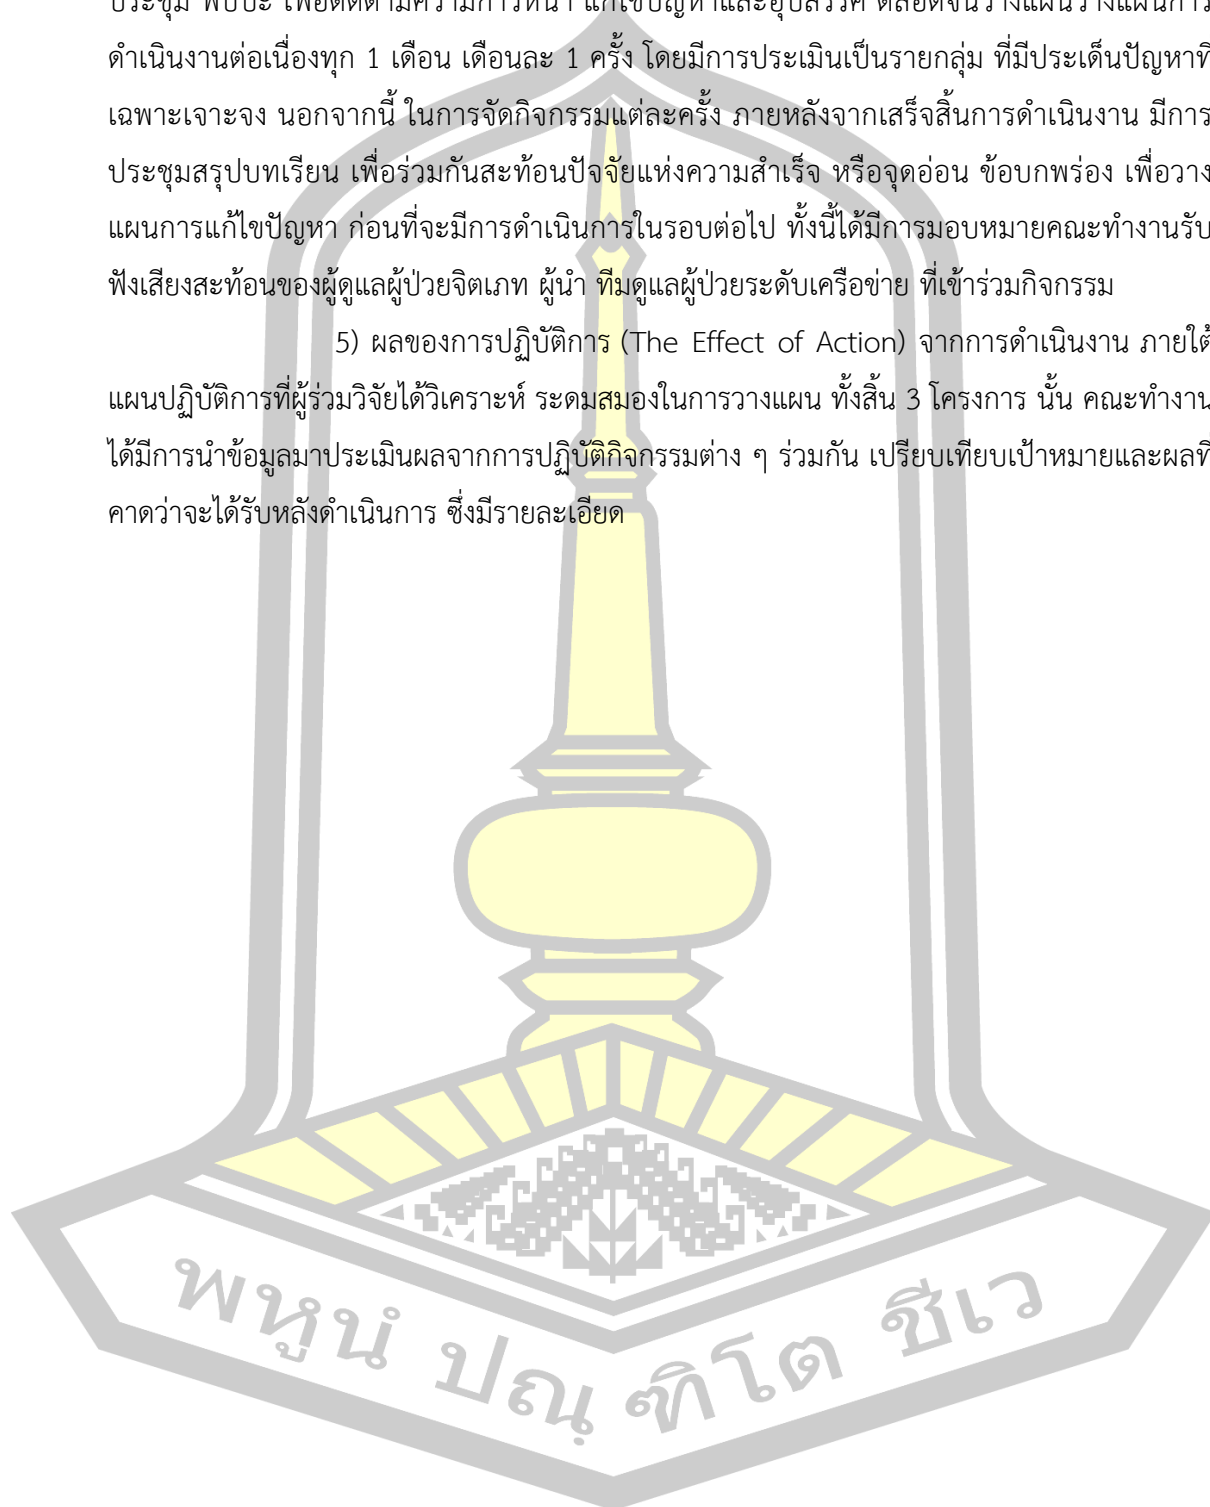 ประชุม พบปะ เพื่อติดตามความก้าวหน้า แก้ไขปัญหาและอุปสรรค ตลอดจนวางแผนวางแผนการ
ดำเนินงานต่อเนื่องทุก 1 เดือน เดือนละ 1 ครั้ง โดยมีการประเมินเป็นรายกลุ่ม ที่มีประเด็นปัญหาที่
เฉพาะเจาะจง นอกจากนี้ ในการจัดกิจกรรมแต่ละครั้ง ภายหลังจากเสร็จสิ้นการดำเนินงาน มีการ
ประชุมสรุปบทเรียน เพื่อร่วมกันสะท้อนปัจจัยแห่งความสำเร็จ หรือจุดอ่อน ข้อบกพร่อง เพื่อวาง
แผนการแก้ไขปัญหา ก่อนที่จะมีการดำเนินการในรอบต่อไป ทั้งนี้ได้มีการมอบหมายคณะทำงานรับ
ฟังเสียงสะท้อนของผู้ดูแลผู้ป่วยจิตเภท ผู้นำ ทีมดูแลผู้ป่วยระดับเครือข่าย ที่เข้าร่วมกิจกรรม
5) ผลของการปฏิบัติการ (The Effect of Action) จากการดำเนินงาน ภายใต้
แผนปฏิบัติการที่ผู้ร่วมวิจัยได้วิเคราะห์ ระดมสมองในการวางแผน ทั้งสิ้น 3 โครงการ นั้น คณะทำงาน
ได้มีการนำข้อมูลมาประเมินผลจากการปฏิบัติกิจกรรมต่าง ๆ ร่วมกัน เปรียบเทียบเป้าหมายและผลที่
คาดว่าจะได้รับหลังดำเนินการ ซึ่งมีรายละเอียด
พหูนํ ปณฺฑิโต ชีเว